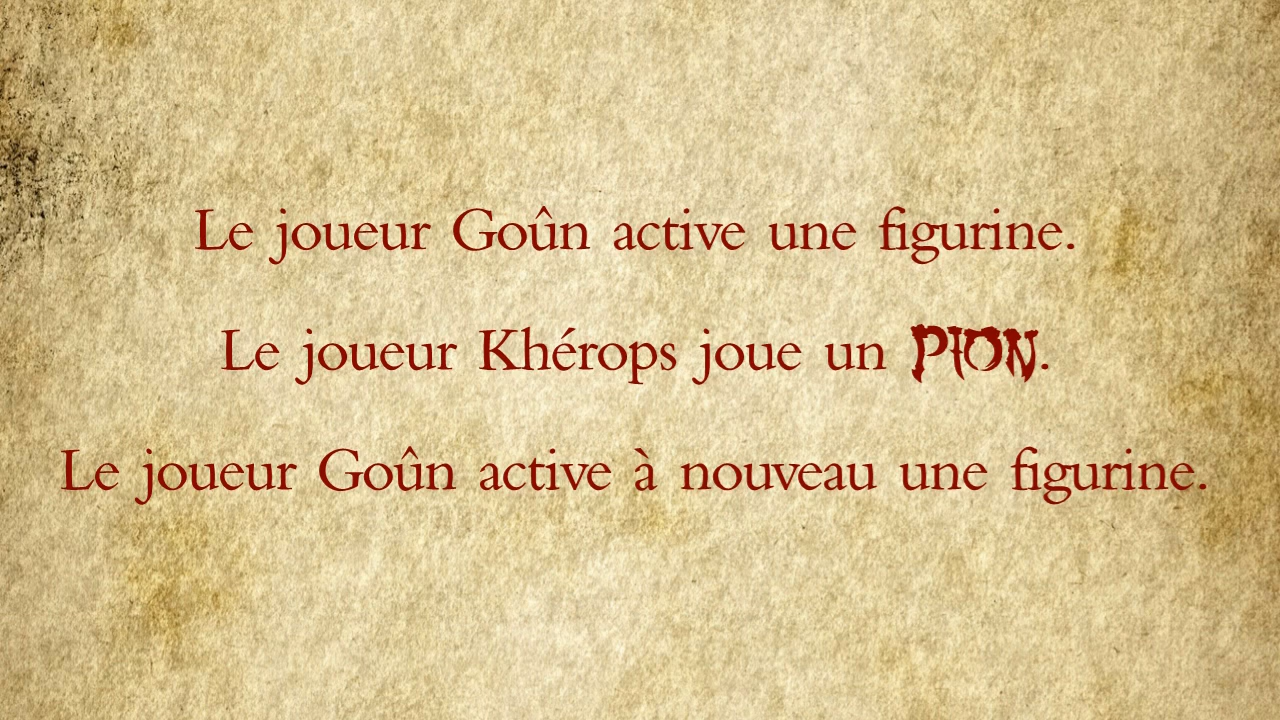 Le joueur Goûn active une figurine.
Le joueur Khérops joue un PION.
Le joueur Goûn active à nouveau une figurine.